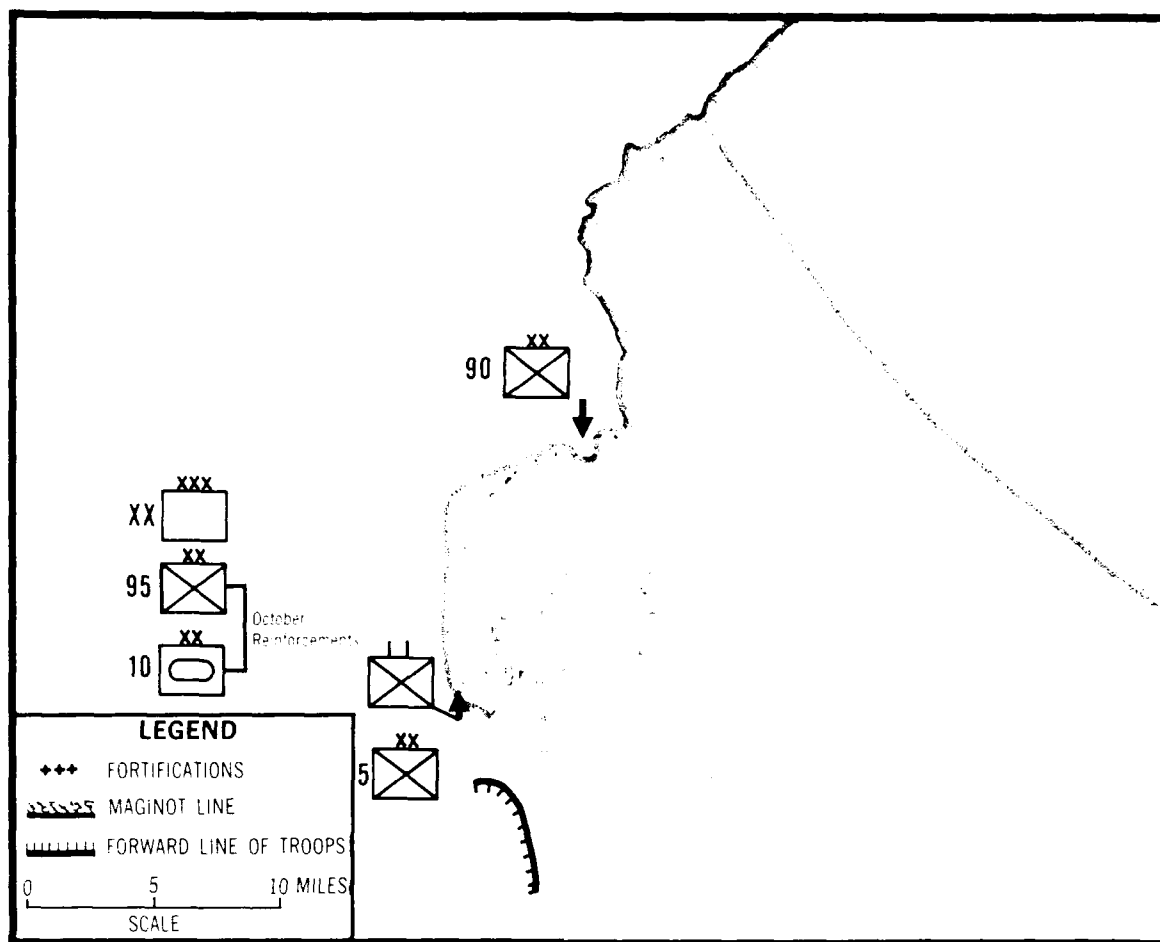 XX
90
XXX
XX
XX
95
October
Reinforcements
XX
10
XX
5
LEGEND
+++ FORTIFICATIONS
MAGINOT LINE
FORWARD LINE OF TROOPS
0 5 10 MILES
SCALE